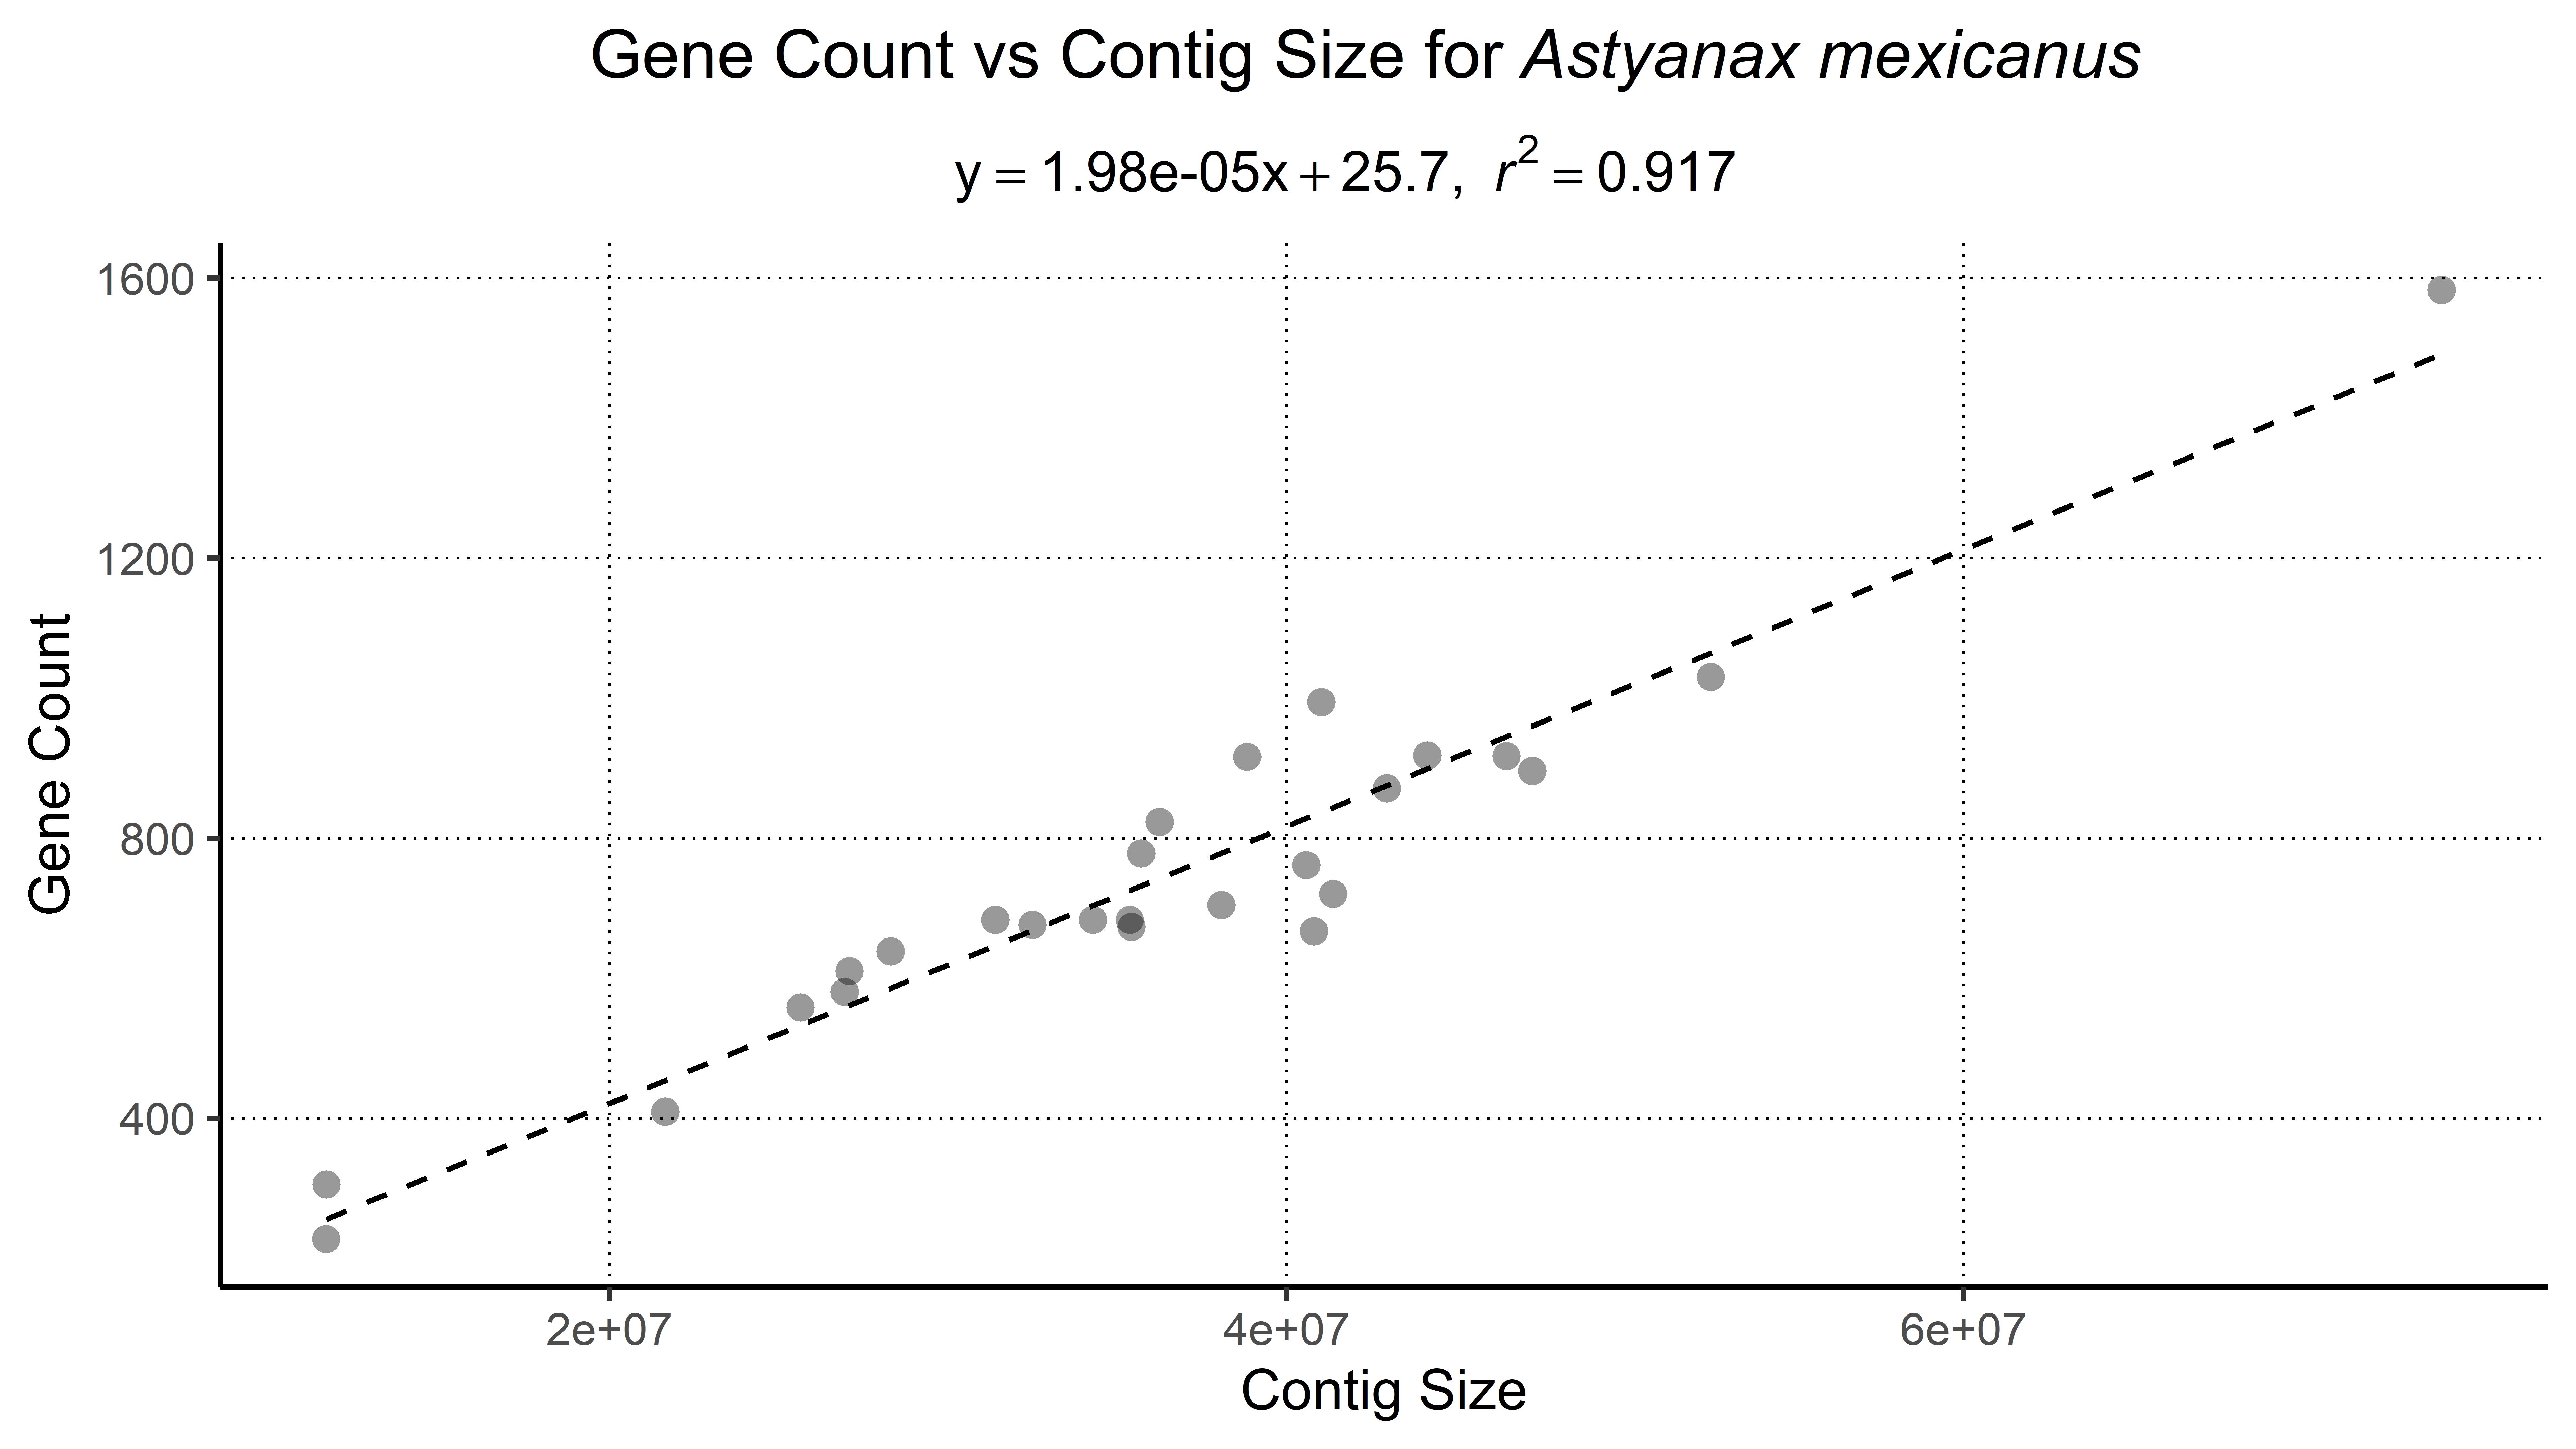 Gene Count vs Contig Size for Astyanax mexicanus
y = 1.98e-05x + 25.7, r² = 0.917
Gene Count
1600
1200
800
400
2e+07 4e+07 6e+07
Contig Size